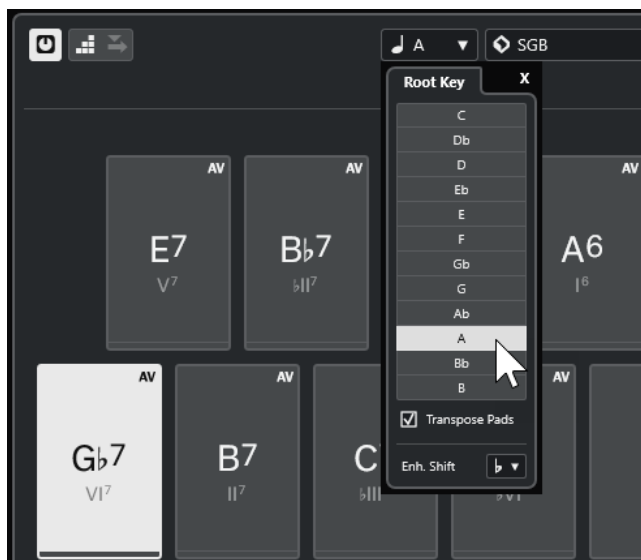 A
SGB
Root Key
X
C
Db
D
Eb
E
F
Gb
G
Ab
A
Bb
B
Transpose Pads
Enh. Shift
♭
AV
E7
V7
AV
B♭7
♭II7
A6
I6
AV
AV
G♭7
VI7
AV
B7
II7
C
♭III
AV
♭VI